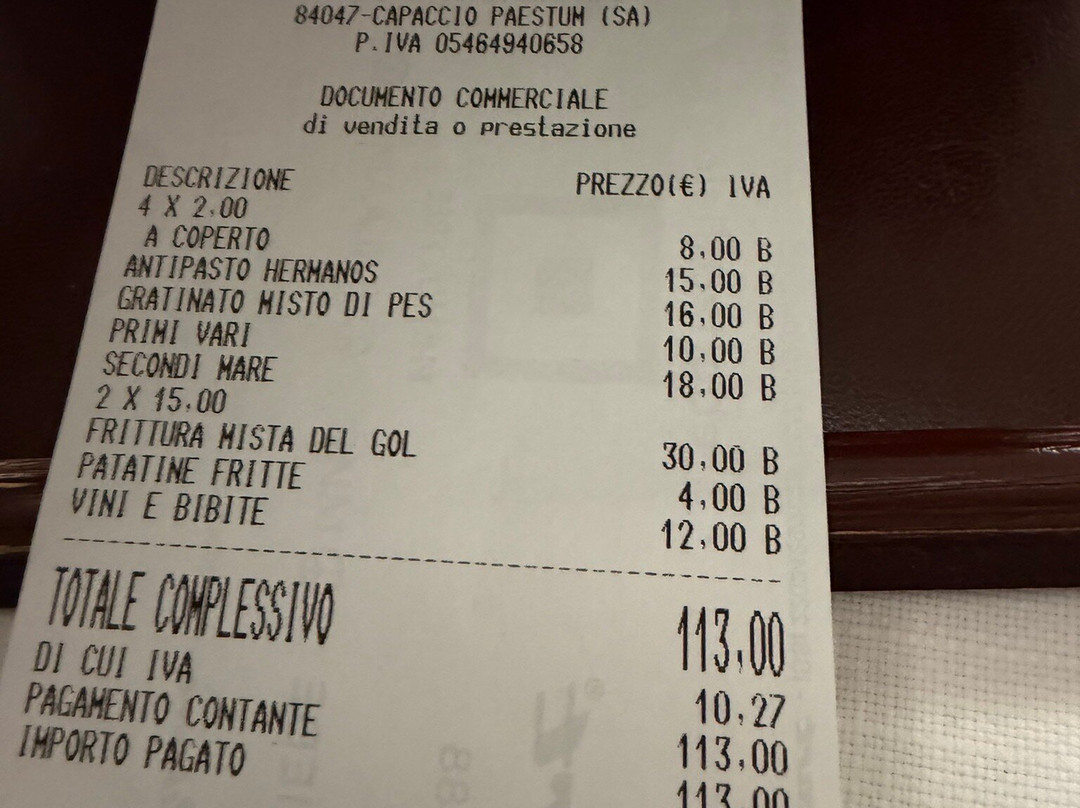 84047-CAPACCIO PAESTUM (SA)
P.IVA 05464940658
DOCUMENTO COMMERCIALE
di vendita o prestazione
DESCRIZIONE PREZZO(€) IVA
4 X 2,00
A COPERTO 8,00 B
ANTIPASTO HERMANOS 15,00 B
GRATINATO MISTO DI PES 16,00 B
PRIMI VARI 10,00 B
SECONDI MARE 18,00 B
2 X 15,00
FRITTURA MISTA DEL GOL 30,00 B
PATATINE FRITTE 4,00 B
VINI E BIBITE 12,00 B
TOTALE COMPLESSIVO 113,00
DI CUI IVA 10,27
PAGAMENTO CONTANTE 113,00
IMPORTO PAGATO 113,00